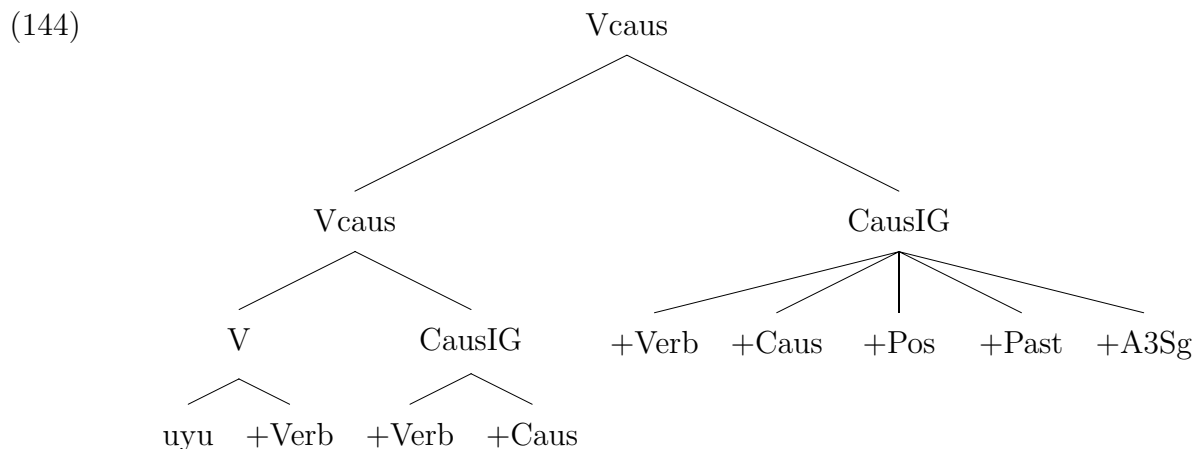 (144) Vcaus
Vcaus CausIG
V CausIG +Verb +Caus +Pos +Past +A3Sg
uyu +Verb +Verb +Caus